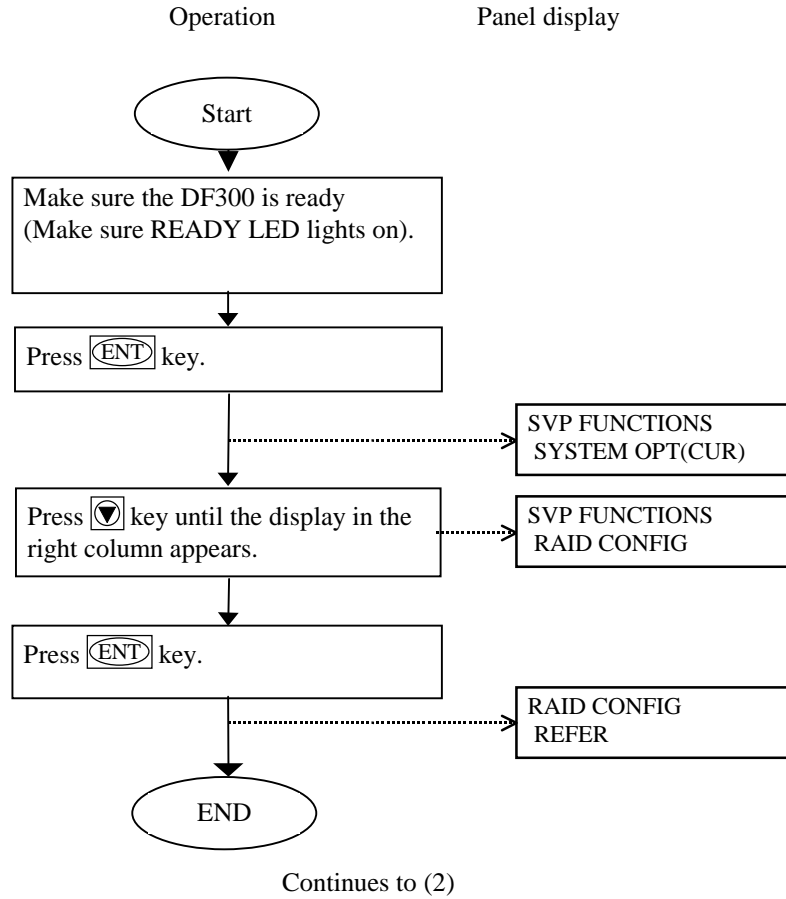 Operation Panel display
Start
Make sure the DF300 is ready
(Make sure READY LED lights on).
Press ENT key.
SVP FUNCTIONS
SYSTEM OPT(CUR)
Press ▼ key until the display in the
right column appears.
SVP FUNCTIONS
RAID CONFIG
Press ENT key.
RAID CONFIG
REFER
END
Continues to (2)